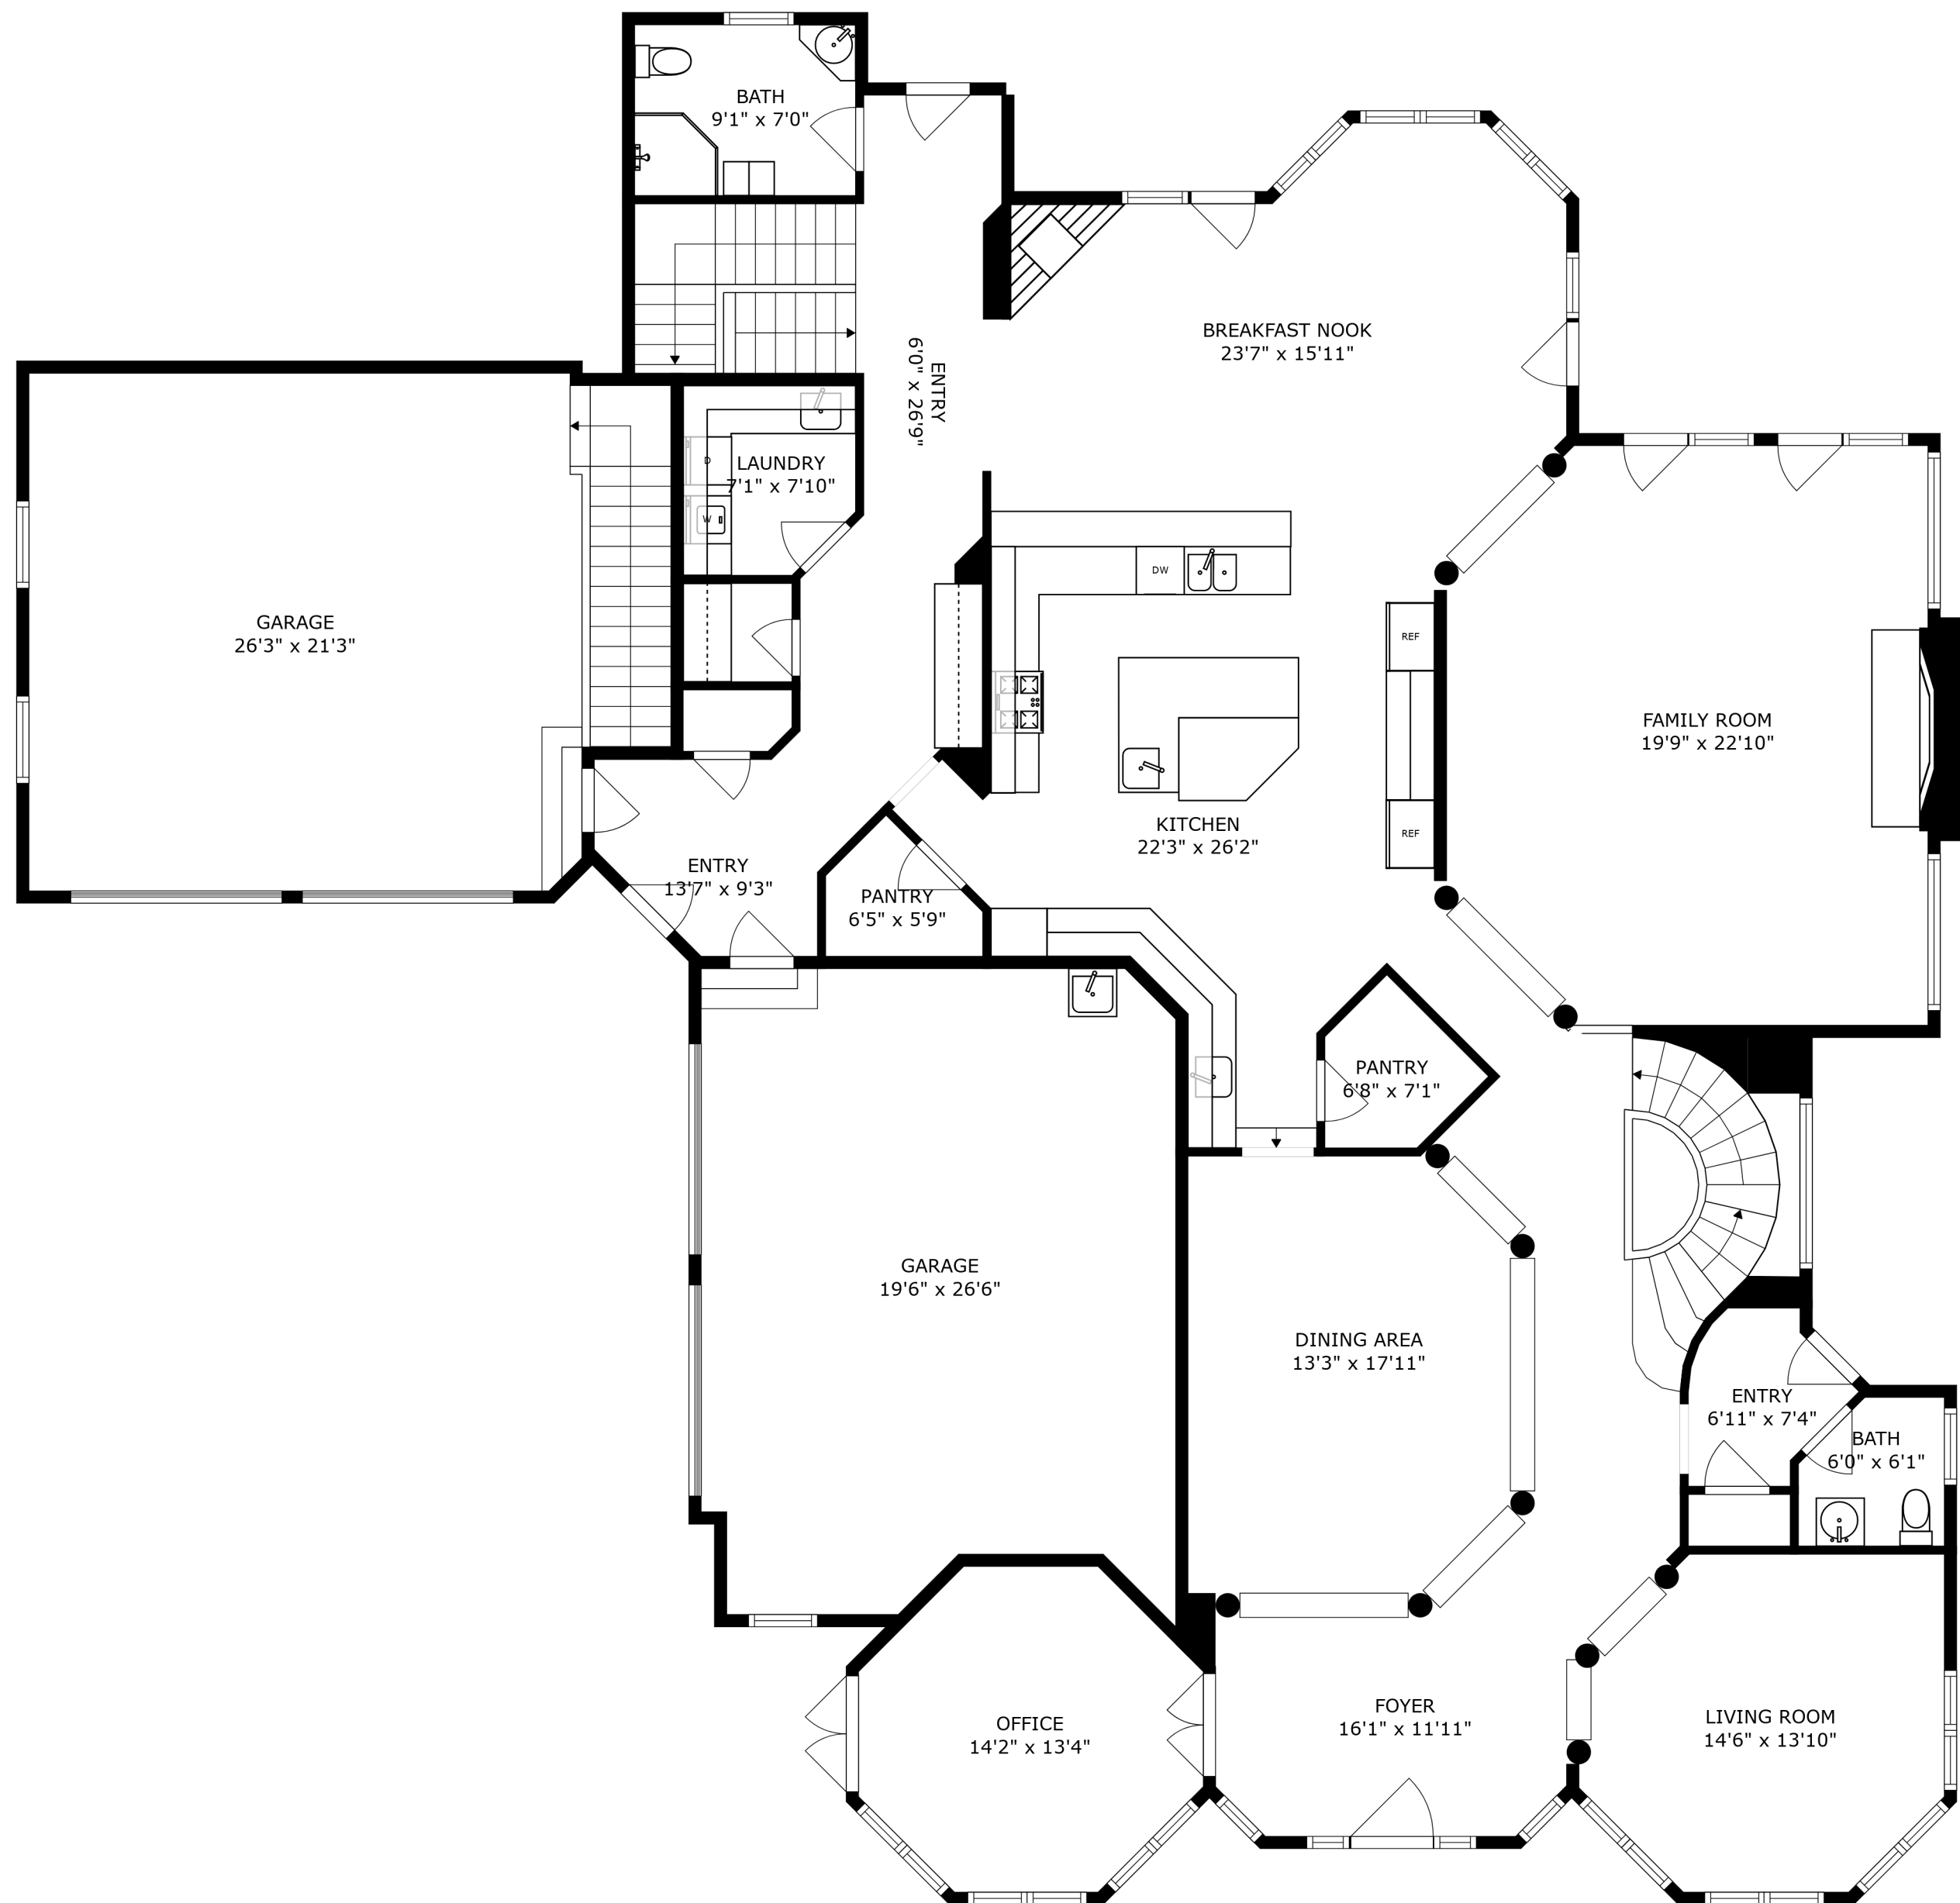 BATH
9'1" x 7'0"
BREAKFAST NOOK
23'7" x 15'11"
ENTRY
6'0" x 26'9"
D
LAUNDRY
7'1" x 7'10"
W
DW
GARAGE
26'3" x 21'3"
REF
FAMILY ROOM
19'9" x 22'10"
KITCHEN
22'3" x 26'2"
REF
ENTRY
13'7" x 9'3"
PANTRY
6'5" x 5'9"
PANTRY
6'8" x 7'1"
GARAGE
19'6" x 26'6"
DINING AREA
13'3" x 17'11"
ENTRY
6'11" x 7'4"
BATH
6'0" x 6'1"
OFFICE
14'2" x 13'4"
FOYER
16'1" x 11'11"
LIVING ROOM
14'6" x 13'10"